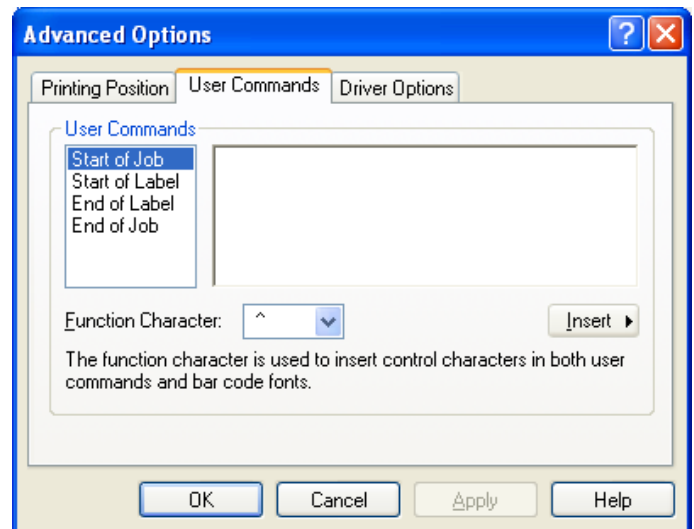 Advanced Options
Printing Position User Commands Driver Options
User Commands
Start of Job
Start of Label
End of Label
End of Job
Function Character: ^ Insert
The function character is used to insert control characters in both user
commands and bar code fonts.
OK Cancel Apply Help